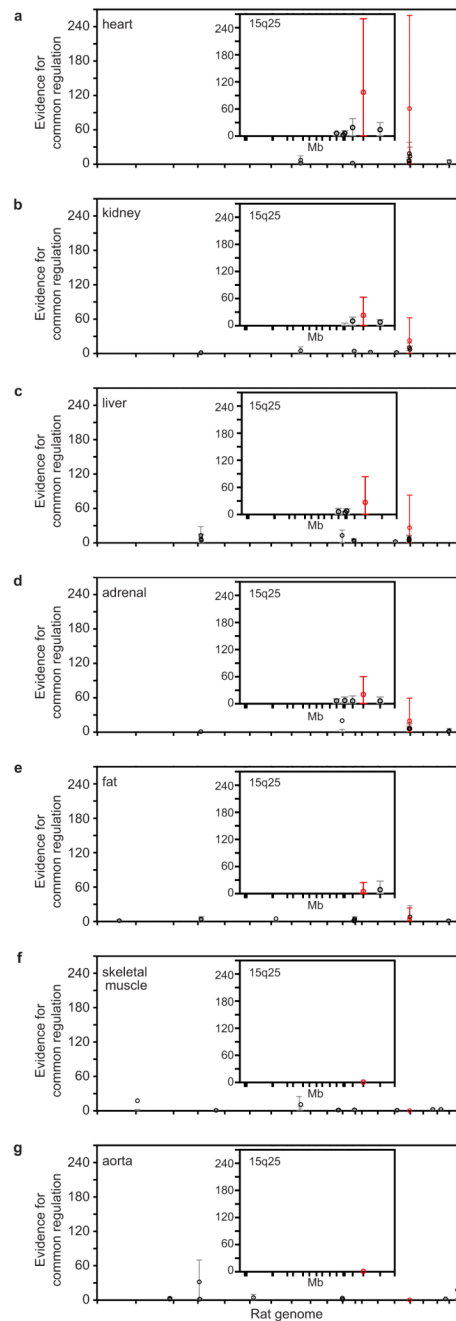 a
heart
15q25
Evidence for
common regulation
240
180
120
60
0
240
180
120
60
0
Mb
b
kidney
15q25
Evidence for
common regulation
240
180
120
60
0
240
180
120
60
0
Mb
c
liver
15q25
Evidence for
common regulation
240
180
120
60
0
240
180
120
60
0
Mb
d
adrenal
15q25
Evidence for
common regulation
240
180
120
60
0
240
180
120
60
0
Mb
e
fat
15q25
Evidence for
common regulation
240
180
120
60
0
240
180
120
60
0
Mb
f
skeletal
muscle
15q25
Evidence for
common regulation
240
180
120
60
0
240
180
120
60
0
Mb
g
aorta
15q25
Evidence for
common regulation
240
180
120
60
0
240
180
120
60
0
Mb
Rat genome